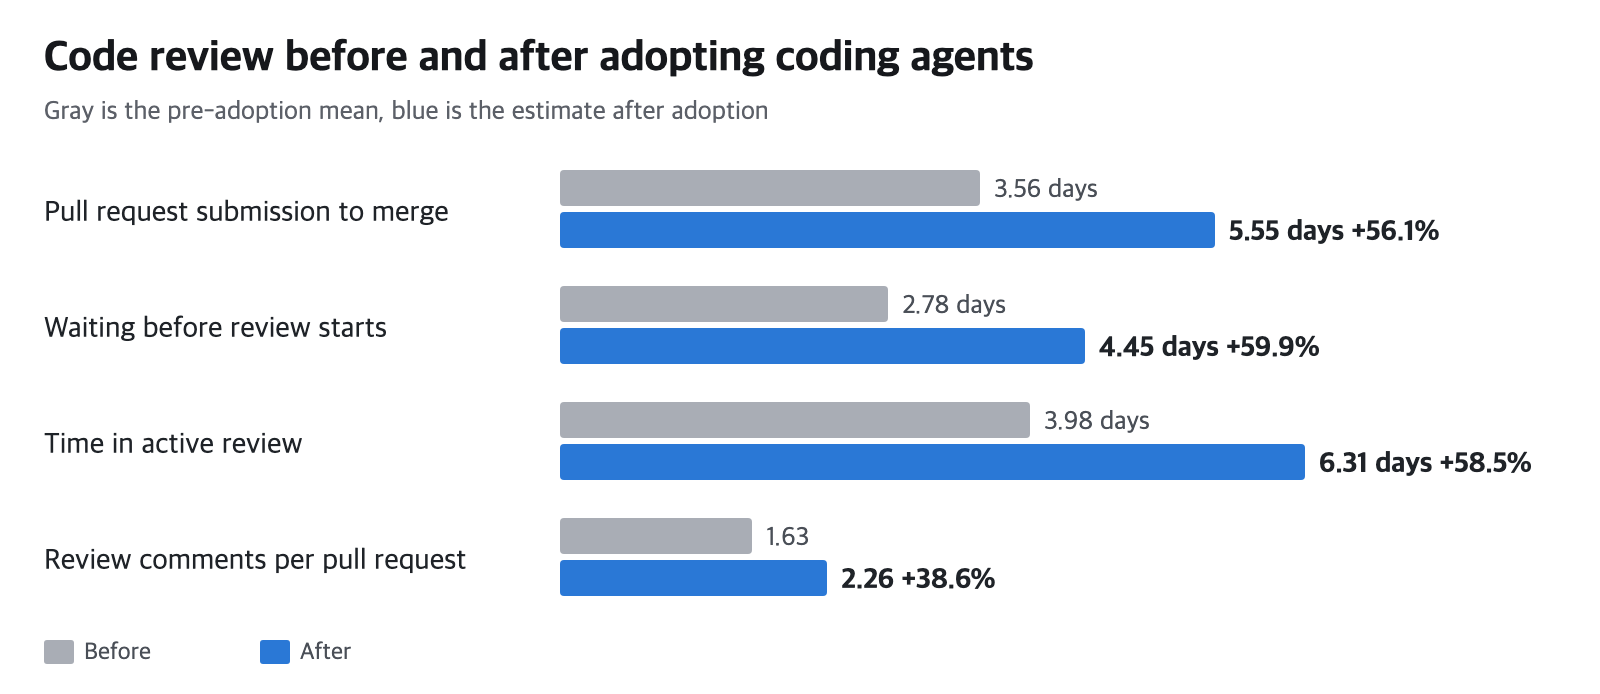 Code review before and after adopting coding agents
Gray is the pre-adoption mean, blue is the estimate after adoption
Pull request submission to merge
3.56 days
5.55 days +56.1%
Waiting before review starts
2.78 days
4.45 days +59.9%
Time in active review
3.98 days
6.31 days +58.5%
Review comments per pull request
1.63
2.26 +38.6%
Before
After